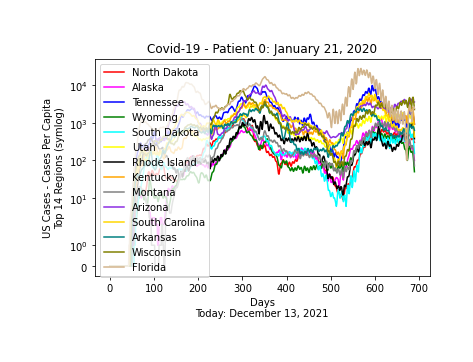 Covid-19 - Patient 0: January 21, 2020
US Cases - Cases Per Capita
Top 14 Regions (symlog)
10^4
10^3
10^2
10^1
10^0
0
North Dakota
Alaska
Tennessee
Wyoming
South Dakota
Utah
Rhode Island
Kentucky
Montana
Arizona
South Carolina
Arkansas
Wisconsin
Florida
0 100 200 300 400 500 600 700
Days
Today: December 13, 2021